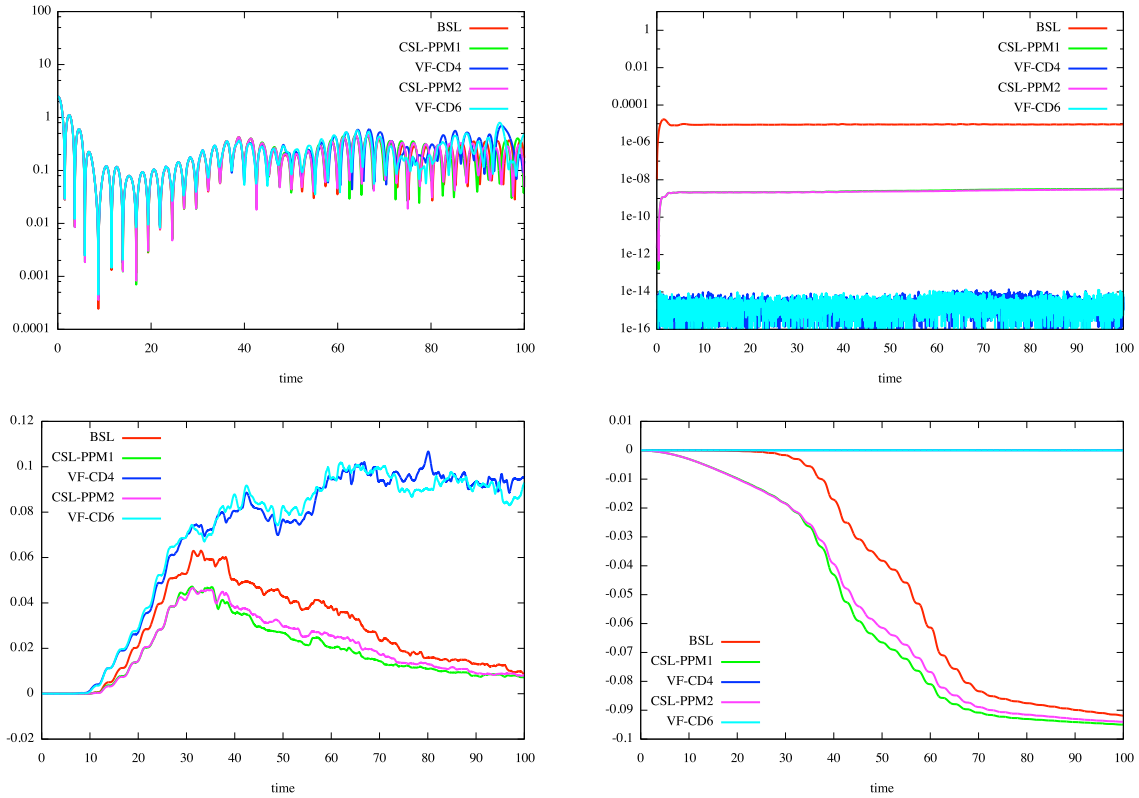 100
10
1
0.1
0.01
0.001
0.0001
0 20 40 60 80 100
time
BSL
CSL-PPM1
VF-CD4
CSL-PPM2
VF-CD6
1
0.01
0.0001
1e-06
1e-08
1e-10
1e-12
1e-14
1e-16
0 10 20 30 40 50 60 70 80 90 100
time
BSL
CSL-PPM1
VF-CD4
CSL-PPM2
VF-CD6
0.12
0.1
0.08
0.06
0.04
0.02
0
-0.02
0 10 20 30 40 50 60 70 80 90 100
time
BSL
CSL-PPM1
VF-CD4
CSL-PPM2
VF-CD6
0.01
0
-0.01
-0.02
-0.03
-0.04
-0.05
-0.06
-0.07
-0.08
-0.09
-0.1
0 10 20 30 40 50 60 70 80 90 100
time
BSL
CSL-PPM1
VF-CD4
CSL-PPM2
VF-CD6